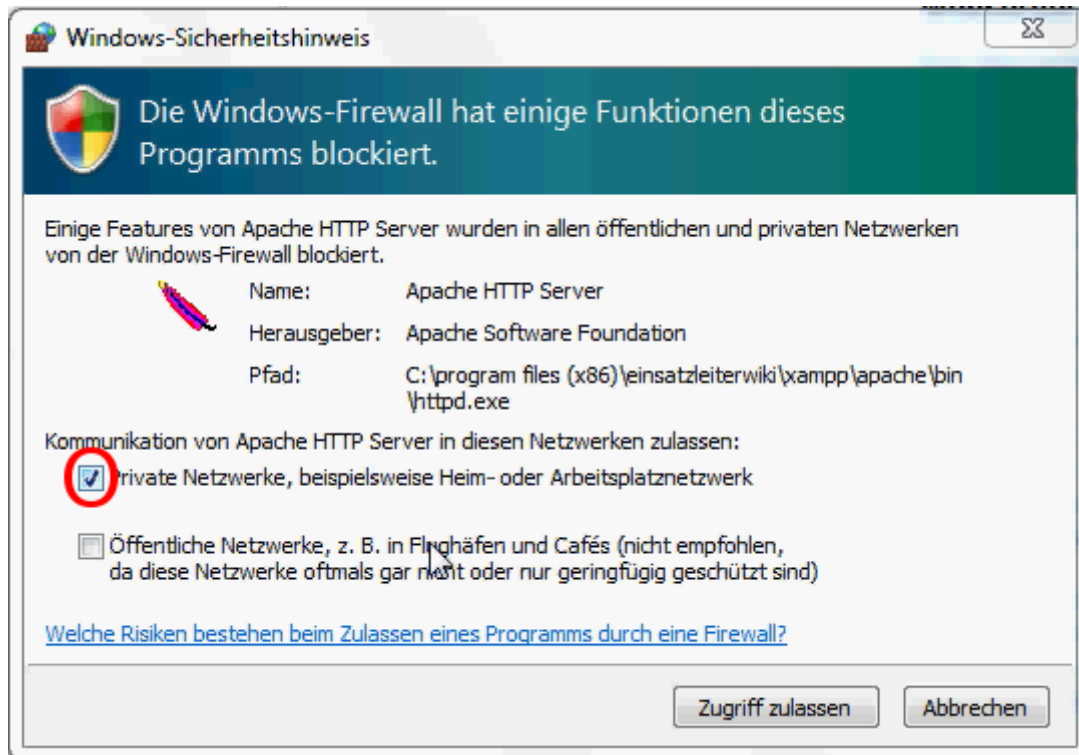 Windows-Sicherheitshinweis
Die Windows-Firewall hat einige Funktionen dieses
Programms blockiert.
Einige Features von Apache HTTP Server wurden in allen öffentlichen und privaten Netzwerken
von der Windows-Firewall blockiert.
Name: Apache HTTP Server
Herausgeber: Apache Software Foundation
Pfad: C:\program files (x86)\einsatzleiterwiki\xampp\apache\bin
\httpd.exe
Kommunikation von Apache HTTP Server in diesen Netzwerken zulassen:
Private Netzwerke, beispielsweise Heim- oder Arbeitsplatznetzwerk
Öffentliche Netzwerke, z. B. in Flughäfen und Cafés (nicht empfohlen,
da diese Netzwerke oftmals gar nicht oder nur geringfügig geschützt sind)
Welche Risiken bestehen beim Zulassen eines Programms durch eine Firewall?
Zugriff zulassen Abbrechen